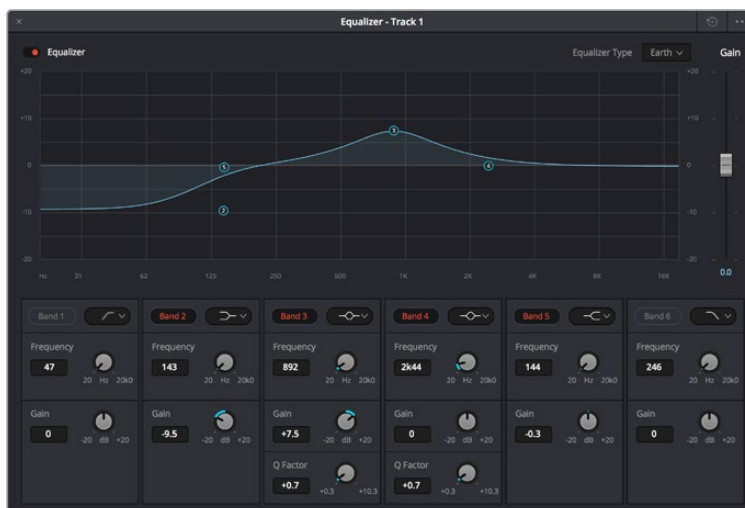 Equalizer - Track 1
Equalizer
Equalizer Type Earth Gain
+20 +20
+10 +10
0 0
-10 -10
-20 -20
3
5
4
2
Hz 31 62 125 250 500 1K 2K 4K 8K 16K
0.0
Band 1 Band 2 Band 3 Band 4 Band 5 Band 6
Frequency Frequency Frequency Frequency Frequency Frequency
47 143 892 2k44 144 246
20 Hz 20k0 20 Hz 20k0 20 Hz 20k0 20 Hz 20k0 20 Hz 20k0 20 Hz 20k0
Gain Gain Gain Gain Gain Gain
0 -9.5 +7.5 0 -0.3 0
-20 dB +20 -20 dB +20 -20 dB +20 -20 dB +20 -20 dB +20 -20 dB +20
Q Factor Q Factor
+0.7 +0.7
+0.3 +10.3 +0.3 +10.3